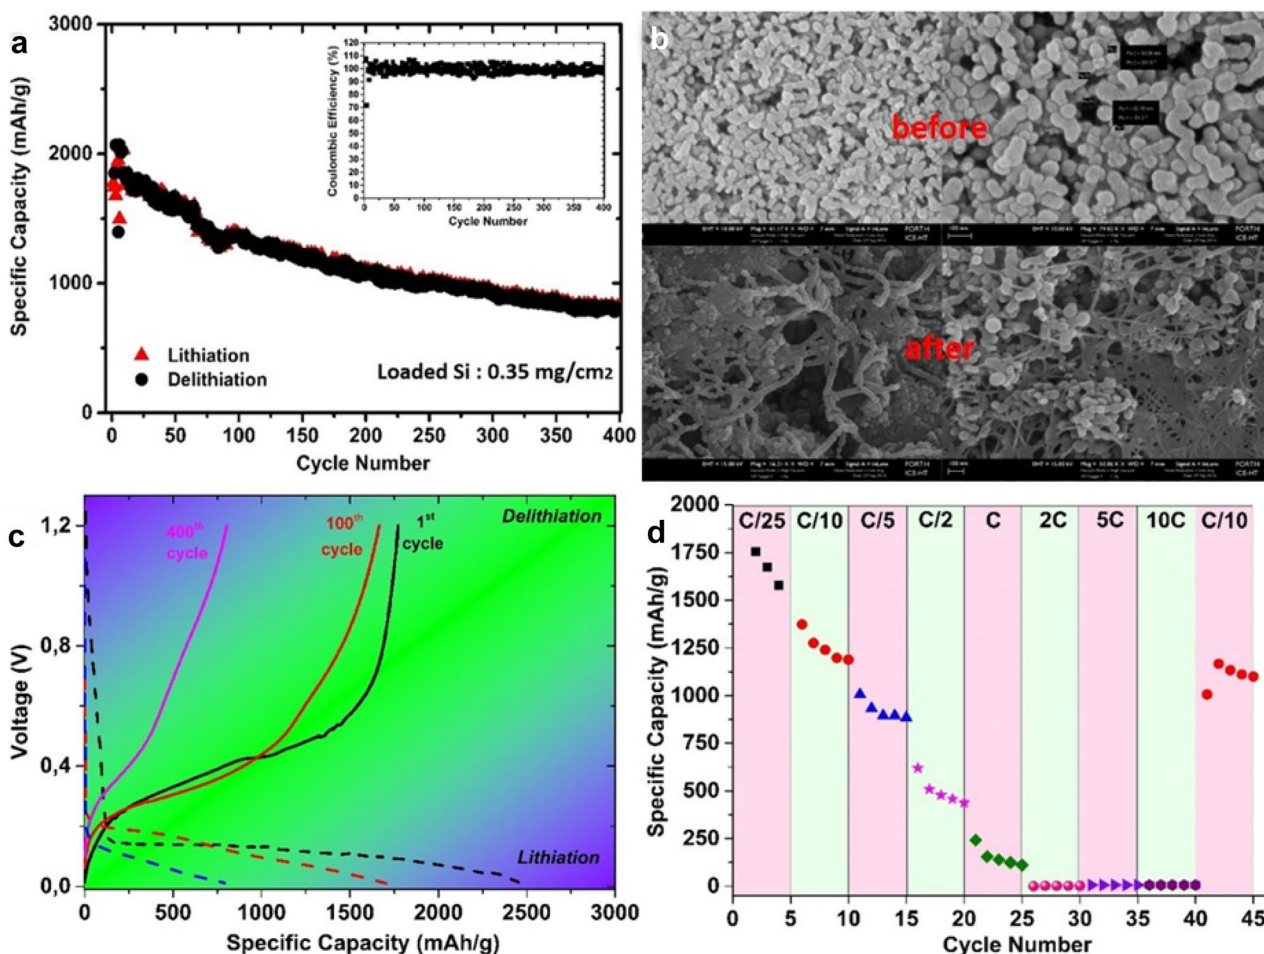 a
3000
2000
1000
0
Specific Capacity (mAh/g)
0 50 100 150 200 250 300 350 400
Cycle Number
Lithiation
Delithiation
Loaded Si : 0.35 mg/cm2
120
110
100
90
80
70
60
50
40
30
20
10
0
Coulombic Efficiency (%)
0 50 100 150 200 250 300 350 400
Cycle Number
b
before
FORTH
ICE-HT
after
FORTH
ICE-HT
FORTH
ICE-HT
c
1,2
0,8
0,4
0,0
Voltage (V)
400th
cycle
100th
cycle
1st
cycle
Delithiation
Lithiation
0 500 1000 1500 2000 2500 3000
Specific Capacity (mAh/g)
d
2000
1750
1500
1250
1000
750
500
250
0
Specific Capacity (mAh/g)
C/25 C/10 C/5 C/2 C 2C 5C 10C C/10
0 5 10 15 20 25 30 35 40 45
Cycle Number